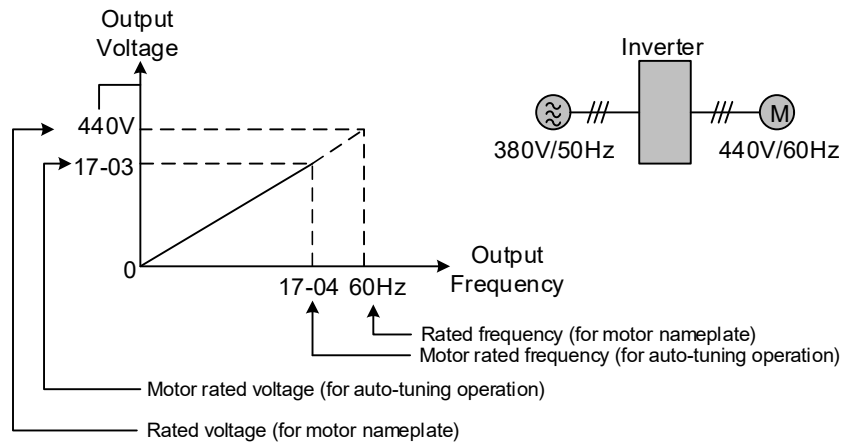 Output
Voltage
Inverter
440V
17-03
M
380V/50Hz
440V/60Hz
0
Output
Frequency
17-04
60Hz
Rated frequency (for motor nameplate)
Motor rated frequency (for auto-tuning operation)
Motor rated voltage (for auto-tuning operation)
Rated voltage (for motor nameplate)